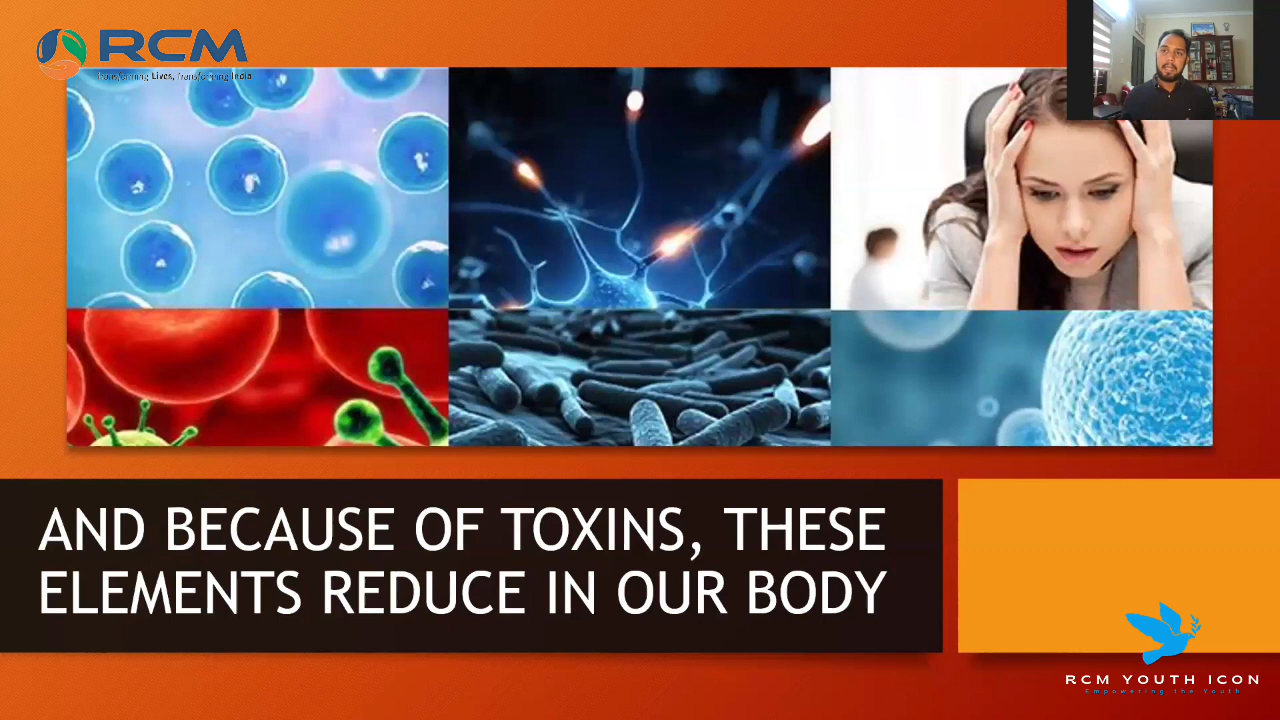 RCM
Transforming Lives, Transforming India
AND BECAUSE OF TOXINS, THESE
ELEMENTS REDUCE IN OUR BODY
RCM YOUTH ICON
Empowering the Youth